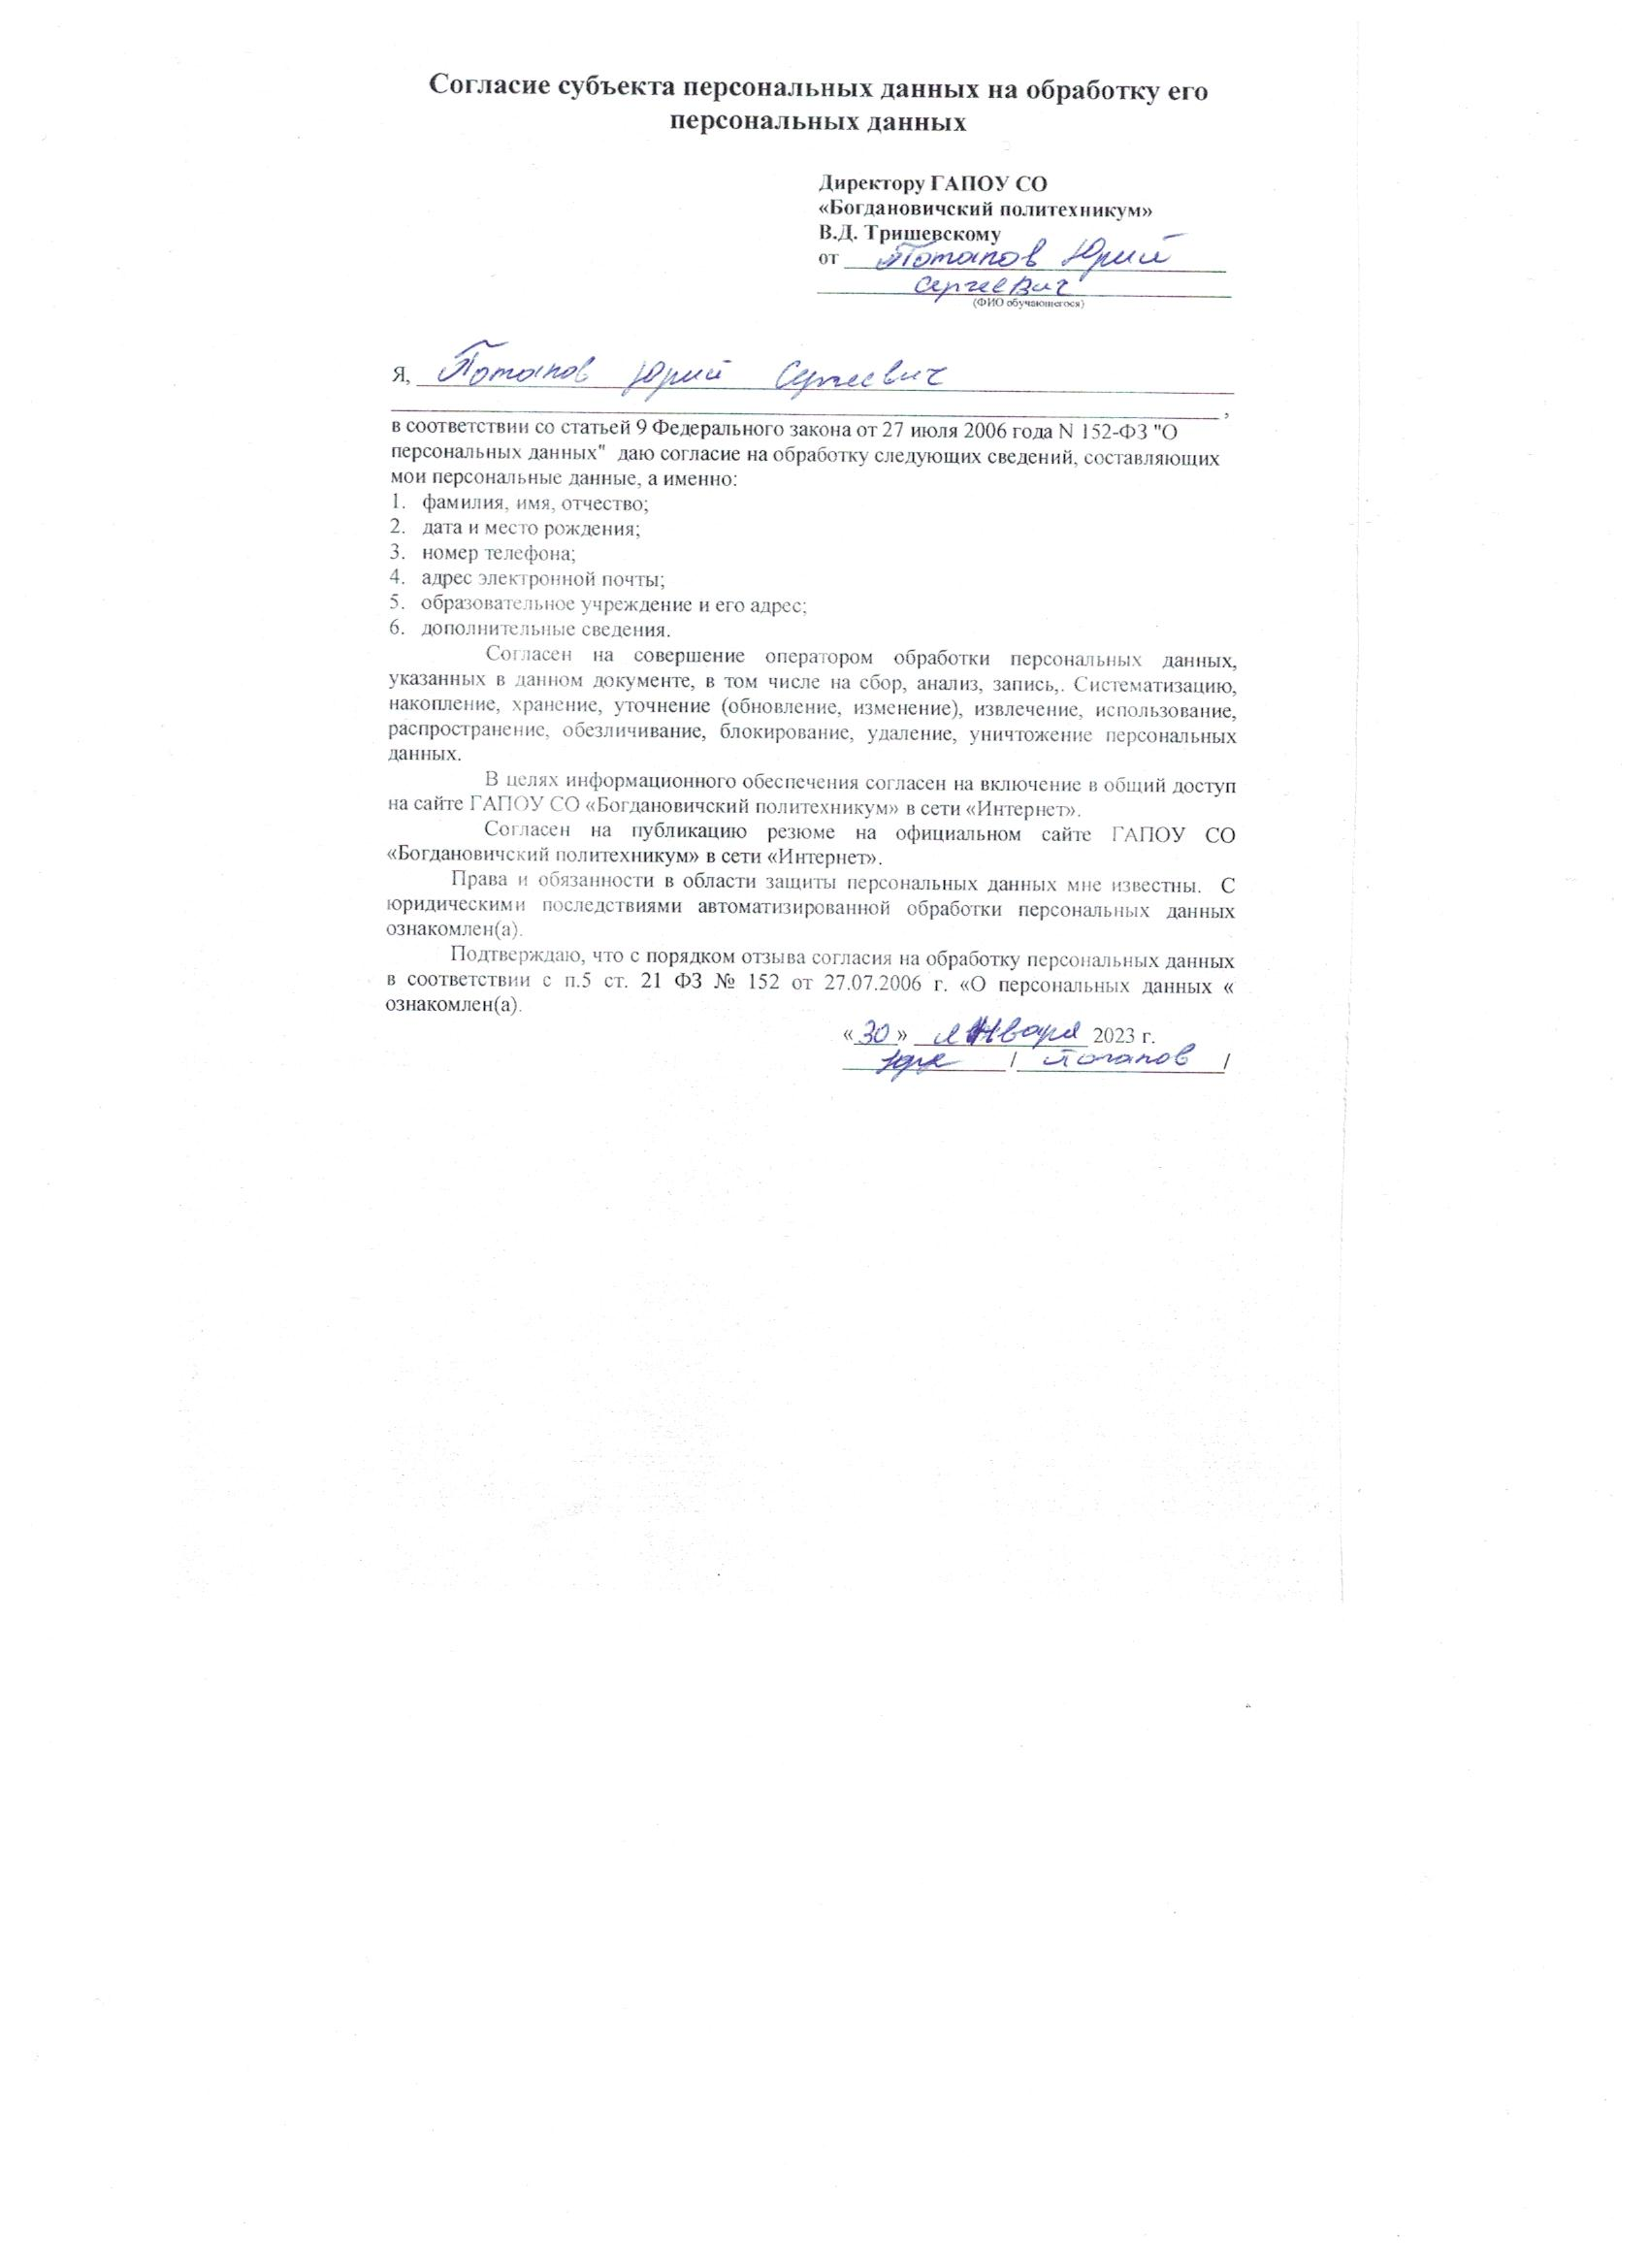 Согласие субъекта персональных данных на обработку его
персональных данных
Директору ГАПОУ СО
«Богдановичский политехникум»
В.Д. Тришевскому
от Потапов Юрий
Сергеевич
(ФИО обучающегося)
Я, Потапов Юрий Сергеевич
,
в соответствии со статьей 9 Федерального закона от 27 июля 2006 года N 152-ФЗ "О
персональных данных" даю согласие на обработку следующих сведений, составляющих
мои персональные данные, а именно:
1. фамилия, имя, отчество;
2. дата и место рождения;
3. номер телефона;
4. адрес электронной почты;
5. образовательное учреждение и его адрес;
6. дополнительные сведения.
Согласен на совершение оператором обработки персональных данных,
указанных в данном документе, в том числе на сбор, анализ, запись,. Систематизацию,
накопление, хранение, уточнение (обновление, изменение), извлечение, использование,
распространение, обезличивание, блокирование, удаление, уничтожение персональных
данных.
В целях информационного обеспечения согласен на включение в общий доступ
на сайте ГАПОУ СО «Богдановичский политехникум» в сети «Интернет».
Согласен на публикацию резюме на официальном сайте ГАПОУ СО
«Богдановичский политехникум» в сети «Интернет».
Права и обязанности в области защиты персональных данных мне известны. С
юридическими последствиями автоматизированной обработки персональных данных
ознакомлен(а).
Подтверждаю, что с порядком отзыва согласия на обработку персональных данных
в соответствии с п.5 ст. 21 ФЗ № 152 от 27.07.2006 г. «О персональных данных «
ознакомлен(а).
«30» января 2023 г.
/ Потапов /